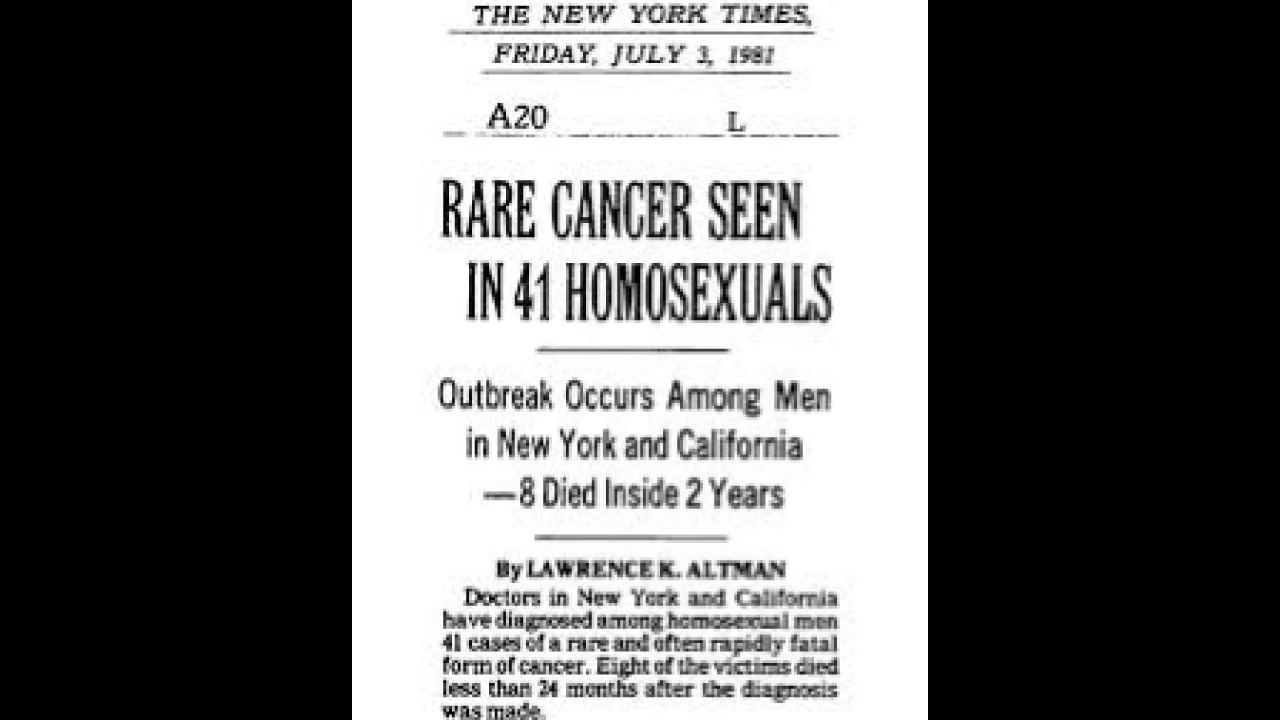 THE NEW YORK TIMES,
FRIDAY, JULY 3, 1981
A20 L
RARE CANCER SEEN
IN 41 HOMOSEXUALS
Outbreak Occurs Among Men
in New York and California
—8 Died Inside 2 Years
By LAWRENCE K. ALTMAN
Doctors in New York and California
have diagnosed among homosexual men
41 cases of a rare and often rapidly fatal
form of cancer. Eight of the victims died
less than 24 months after the diagnosis
was made.